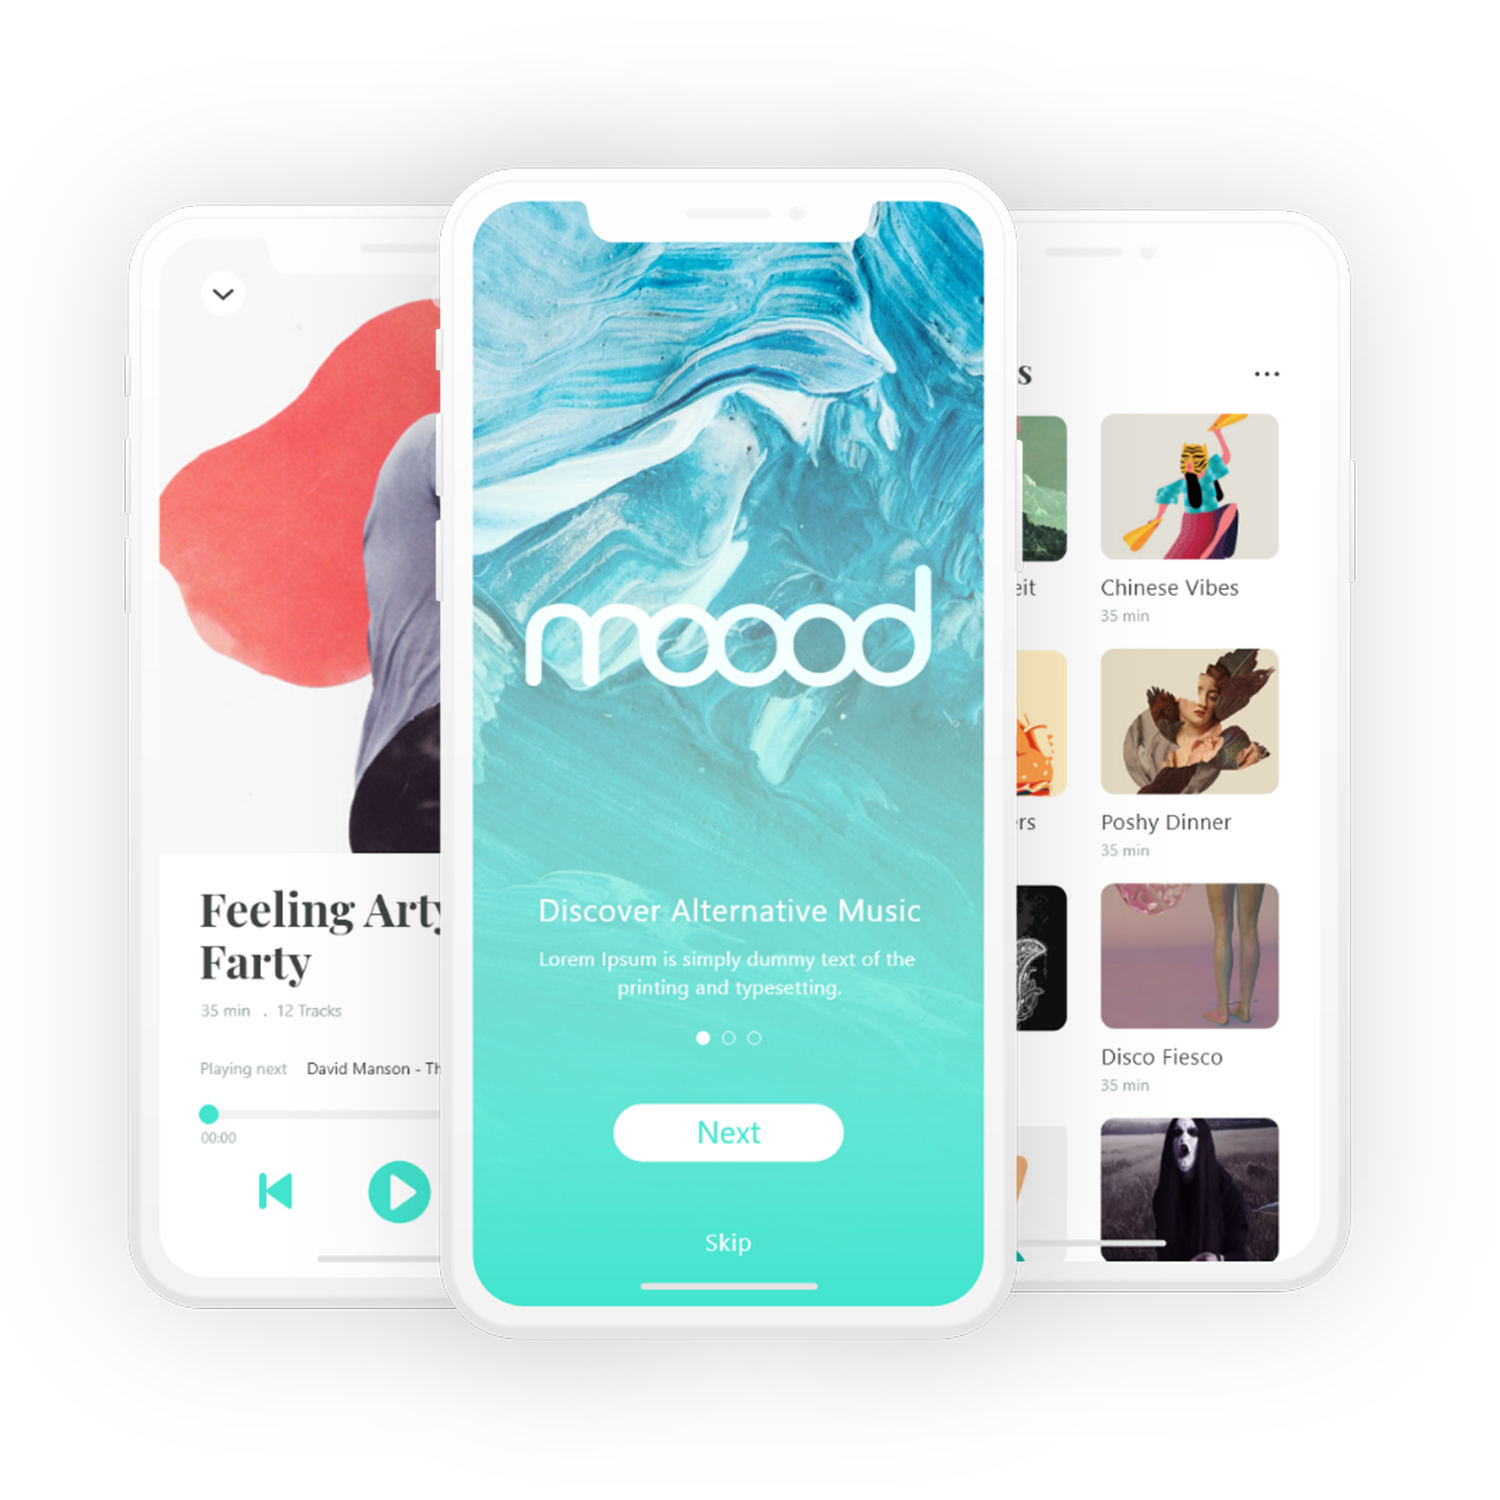 Feeling Arty
Farty
35 min . 12 Tracks
Playing next David Manson - Th
00:00
moood
Discover Alternative Music
Lorem Ipsum is simply dummy text of the
printing and typesetting.
Next
Skip
s
eit
Chinese Vibes
35 min
ers
Poshy Dinner
35 min
Disco Fiesco
35 min